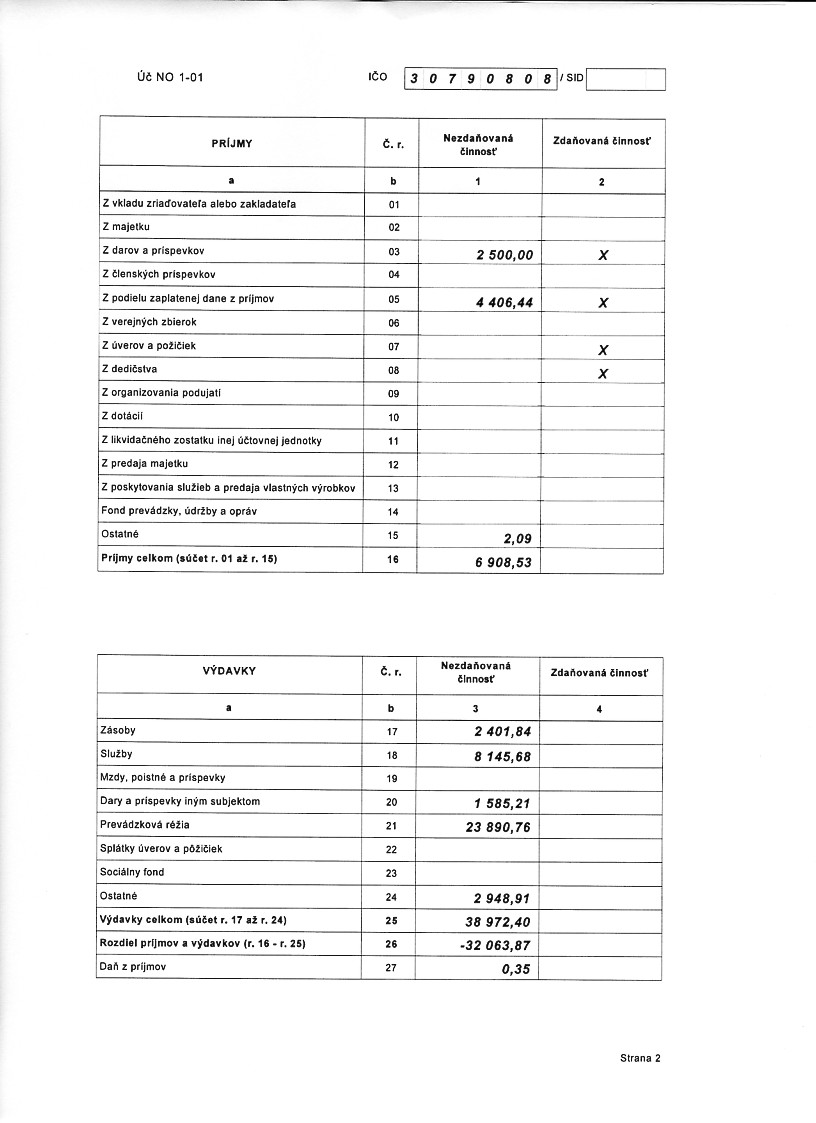 Úč NO 1-01 IČO 3 0 7 9 0 8 0 8 / SID
PRÍJMY Č. r. Nezdaňovaná činnosť Zdaňovaná činnosť
a b 1 2
Z vkladu zriaďovateľa alebo zakladateľa 01
Z majetku 02
Z darov a príspevkov 03 2 500,00 X
Z členských príspevkov 04
Z podielu zaplatenej dane z príjmov 05 4 406,44 X
Z verejných zbierok 06
Z úverov a požičiek 07 X
Z dedičstva 08 X
Z organizovania podujatí 09
Z dotácií 10
Z likvidačného zostatku inej účtovnej jednotky 11
Z predaja majetku 12
Z poskytovania služieb a predaja vlastných výrobkov 13
Fond prevádzky, údržby a opráv 14
Ostatné 15 2,09
Príjmy celkom (súčet r. 01 až r. 15) 16 6 908,53
VÝDAVKY Č. r. Nezdaňovaná činnosť Zdaňovaná činnosť
a b 3 4
Zásoby 17 2 401,84
Služby 18 8 145,68
Mzdy, poistné a príspevky 19
Dary a príspevky iným subjektom 20 1 585,21
Prevádzková réžia 21 23 890,76
Splátky úverov a pôžičiek 22
Sociálny fond 23
Ostatné 24 2 948,91
Výdavky celkom (súčet r. 17 až r. 24) 25 38 972,40
Rozdiel príjmov a výdavkov (r. 16 - r. 25) 26 -32 063,87
Daň z príjmov 27 0,35
Strana 2